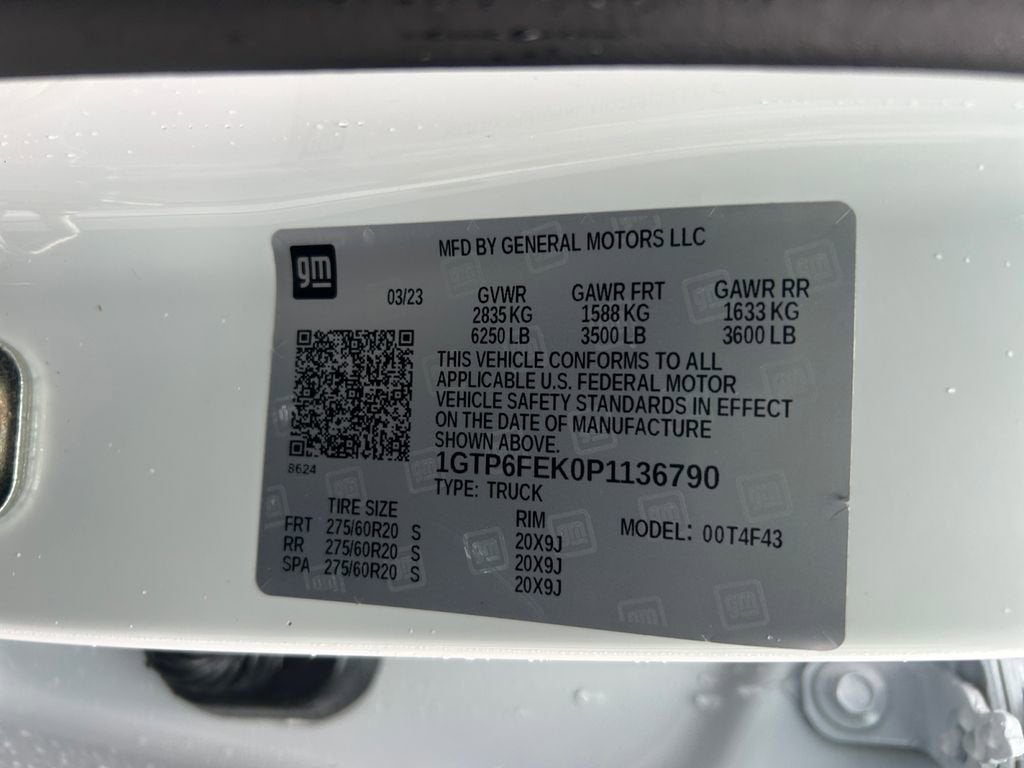 gm
MFD BY GENERAL MOTORS LLC
03/23
GVWR GAWR FRT GAWR RR
2835 KG 1588 KG 1633 KG
6250 LB 3500 LB 3600 LB
THIS VEHICLE CONFORMS TO ALL
APPLICABLE U.S. FEDERAL MOTOR
VEHICLE SAFETY STANDARDS IN EFFECT
ON THE DATE OF MANUFACTURE
SHOWN ABOVE.
8624
1GTP6FEK0P1136790
TYPE: TRUCK
TIRE SIZE RIM MODEL: 00T4F43
FRT 275/60R20 S 20X9J
RR 275/60R20 S 20X9J
SPA 275/60R20 S 20X9J